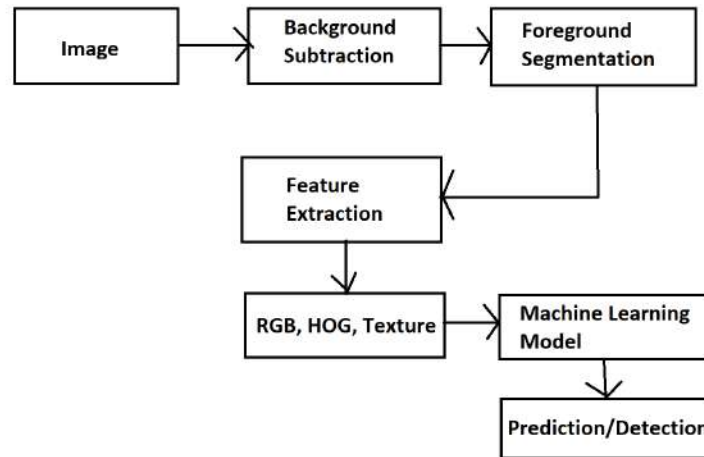 Image
Background
Subtraction
Foreground
Segmentation
Feature
Extraction
RGB, HOG, Texture
Machine Learning
Model
Prediction/Detection